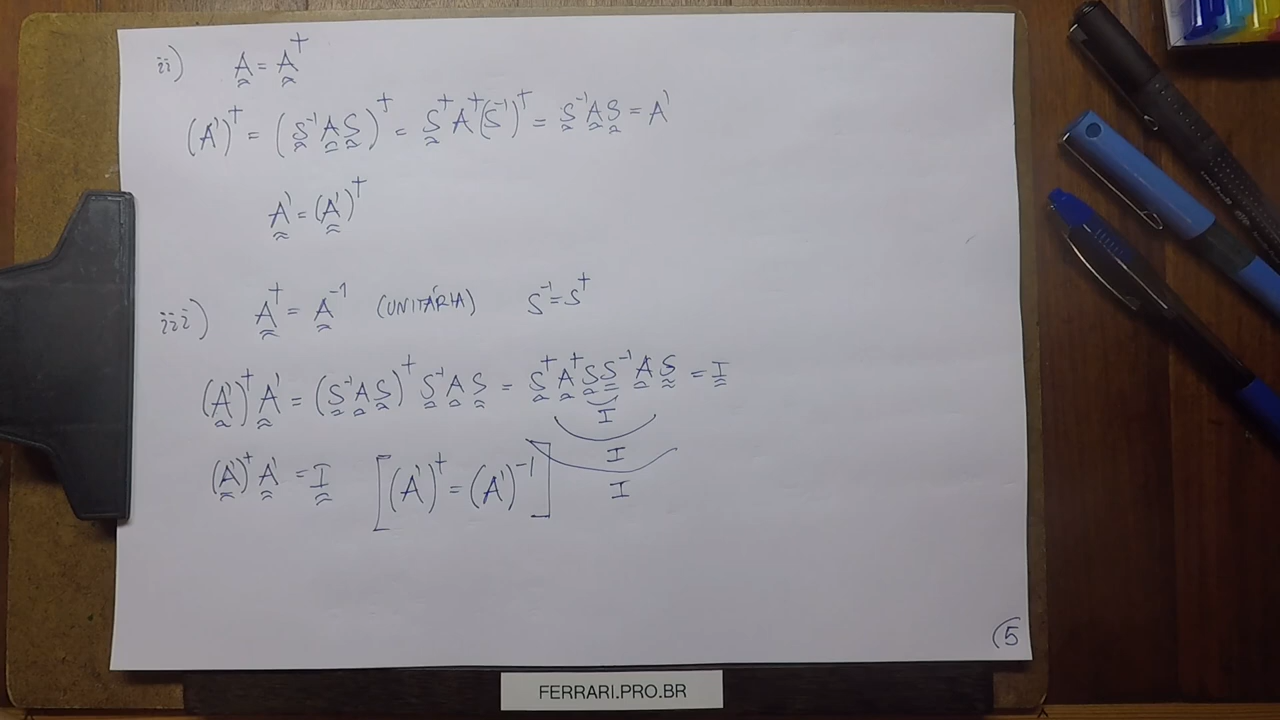 ii) A = A†
(A')† = (S⁻¹AS)† = S†A†(S⁻¹)† = S⁻¹AS = A'
A' = (A')†
iii) A† = A⁻¹ (UNITÁRIA) S⁻¹ = S†
(A')†A' = (S⁻¹AS)†S⁻¹AS = S†A†SS⁻¹AS = I
I
(A')†A' = I [(A')† = (A')⁻¹] I
I
(5
FERRARI.PRO.BR